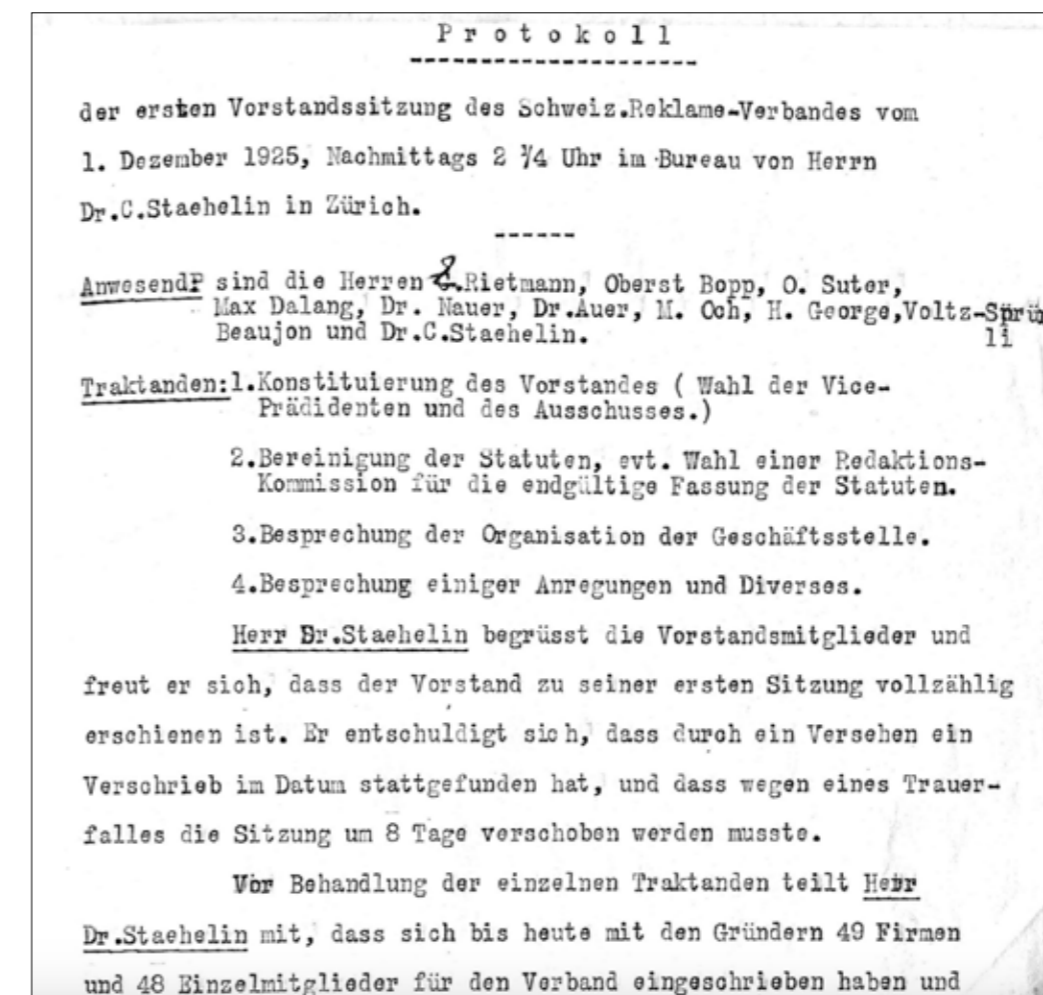 Protokoll
der ersten Vorstandssitzung des Schweiz.Reklame-Verbandes vom
1. Dezember 1925, Nachmittags 2 ¾ Uhr im Bureau von Herrn
Dr.C.Staehelin in Zürich.
Anwesend sind die Herren Rietmann, Oberst Bopp, O. Suter,
Max Dalang, Dr. Nauer, Dr.Auer, M. Och, H. George,Voltz-Sprüngli
Beaujon und Dr.C.Staehelin.
Traktanden:1.Konstituierung des Vorstandes ( Wahl der Vice-
Prädidenten und des Ausschusses.)
2.Bereinigung der Statuten, evt. Wahl einer Redaktions-
Kommission für die endgültige Fassung der Statuten.
3.Besprechung der Organisation der Geschäftsstelle.
4.Besprechung einiger Anregungen und Diverses.
Herr Dr.Staehelin begrüsst die Vorstandsmitglieder und
freut er sich, dass der Vorstand zu seiner ersten Sitzung vollzählig
erschienen ist. Er entschuldigt sich, dass durch ein Versehen ein
Verschrieb im Datum stattgefunden hat, und dass wegen eines Trauer-
falles die Sitzung um 8 Tage verschoben werden musste.
Vor Behandlung der einzelnen Traktanden teilt Herr
Dr.Staehelin mit, dass sich bis heute mit den Gründern 49 Firmen
und 48 Einzelmitglieder für den Verband eingeschrieben haben und